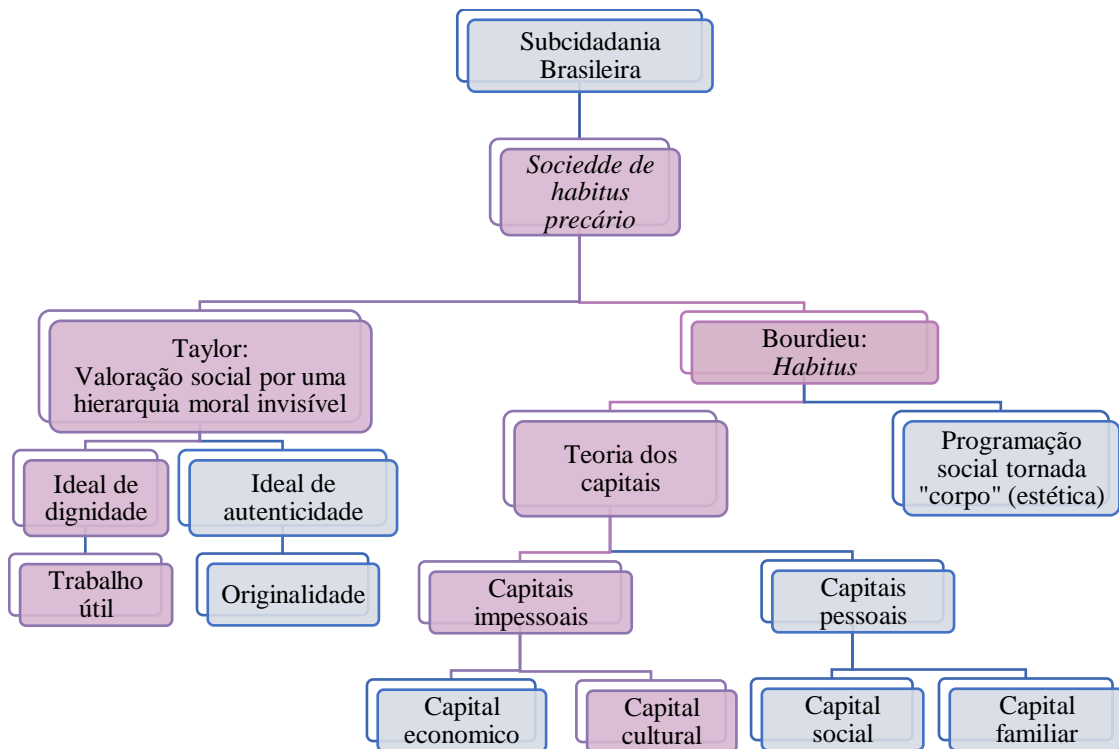 Subcidadania
Brasileira
Sociedde de
habitus
precário
Taylor:
Valoração social por uma
hierarquia moral invisível
Bourdieu:
Habitus
Ideal de
dignidade
Ideal de
autenticidade
Teoria dos
capitais
Programação
social tornada
"corpo" (estética)
Trabalho
útil
Originalidade
Capitais
impessoais
Capitais
pessoais
Capital
economico
Capital
cultural
Capital
social
Capital
familiar